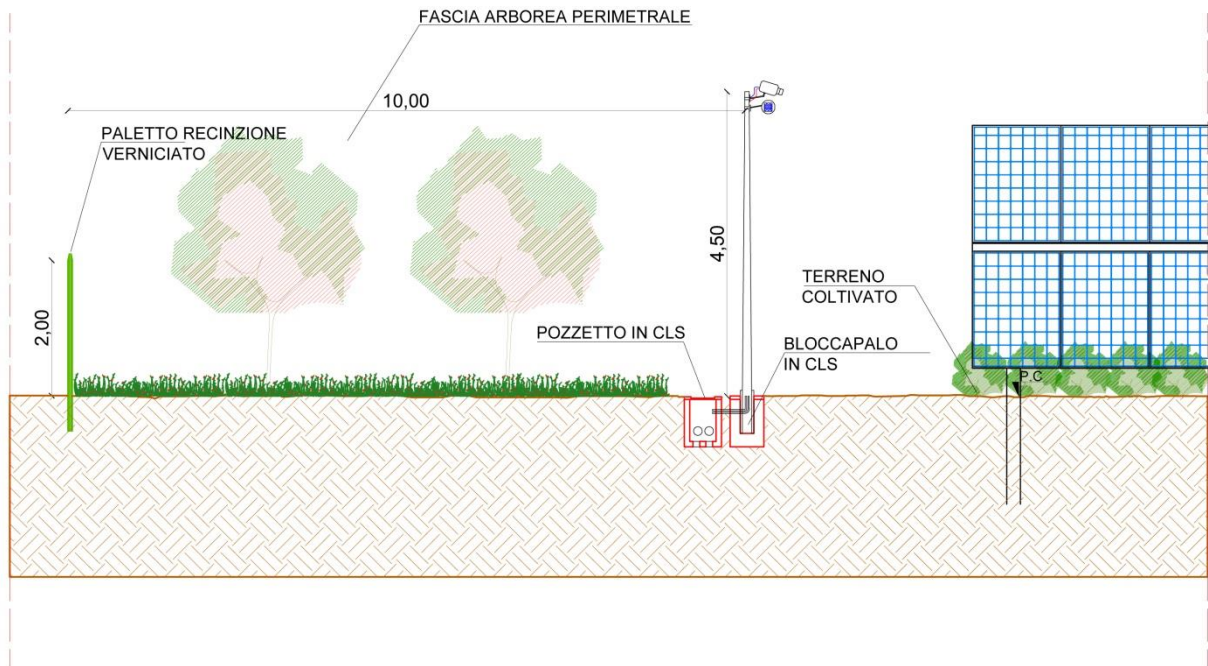 FASCIA ARBOREA PERIMETRALE
10,00
PALETTO RECINZIONE
VERNICIATO
4,50
2,00
TERRENO
COLTIVATO
POZZETTO IN CLS
BLOCCAPALO
IN CLS
P.C.